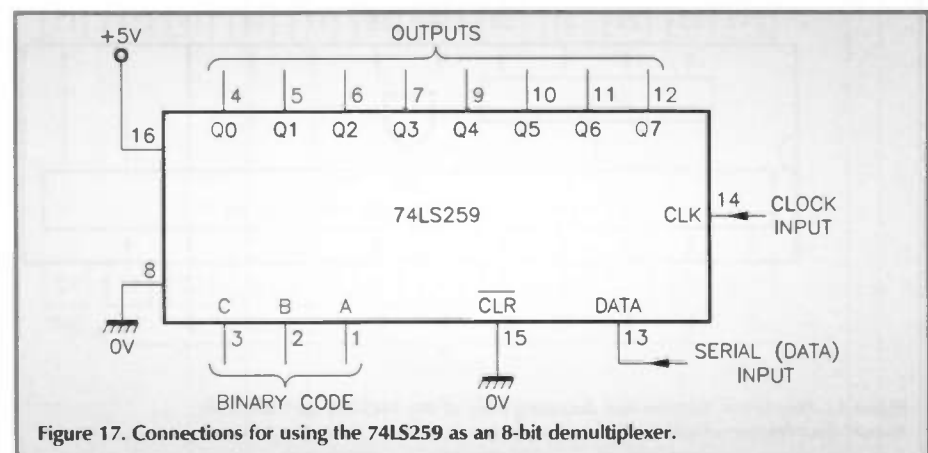 +5V
OUTPUTS
4 5 6 7 9 10 11 12
Q0 Q1 Q2 Q3 Q4 Q5 Q6 Q7
16
74LS259
CLK
14
CLOCK
INPUT
8
0V
C B A CLR DATA
3 2 1 15 13
0V
SERIAL (DATA)
INPUT
BINARY CODE
Figure 17. Connections for using the 74LS259 as an 8-bit demultiplexer.